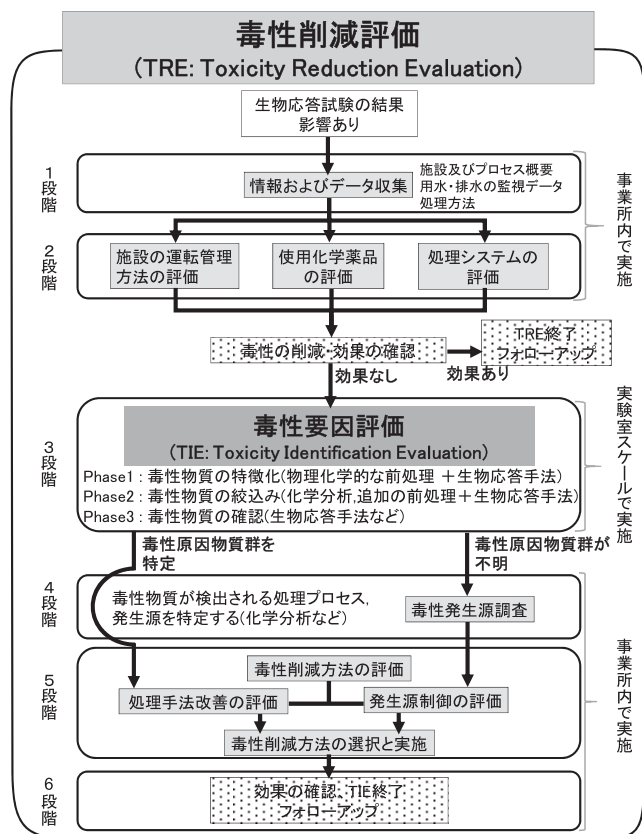 毒性削減評価
(TRE: Toxicity Reduction Evaluation)
生物応答試験の結果
影響あり
1段階
情報およびデータ収集
施設及びプロセス概要
用水・排水の監視データ
処理方法
事業所内で実施
2段階
施設の運転管理
方法の評価
使用化学薬品
の評価
処理システムの
評価
毒性の削減・効果の確認
TRE終了
フォローアップ
効果なし
効果あり
3段階
毒性要因評価
(TIE: Toxicity Identification Evaluation)
Phase1：毒性物質の特徴化(物理化学的な前処理 ＋生物応答手法)
Phase2：毒性物質の絞込み(化学分析,追加の前処理＋生物応答手法)
Phase3：毒性物質の確認(生物応答手法など)
実験室スケールで実施
毒性原因物質群を
特定
毒性原因物質群が
不明
4段階
毒性物質が検出される処理プロセス,
発生源を特定する(化学分析など)
毒性発生源調査
5段階
毒性削減方法の評価
処理手法改善の評価
発生源制御の評価
毒性削減方法の選択と実施
事業所内で実施
6段階
効果の確認、TIE終了
フォローアップ